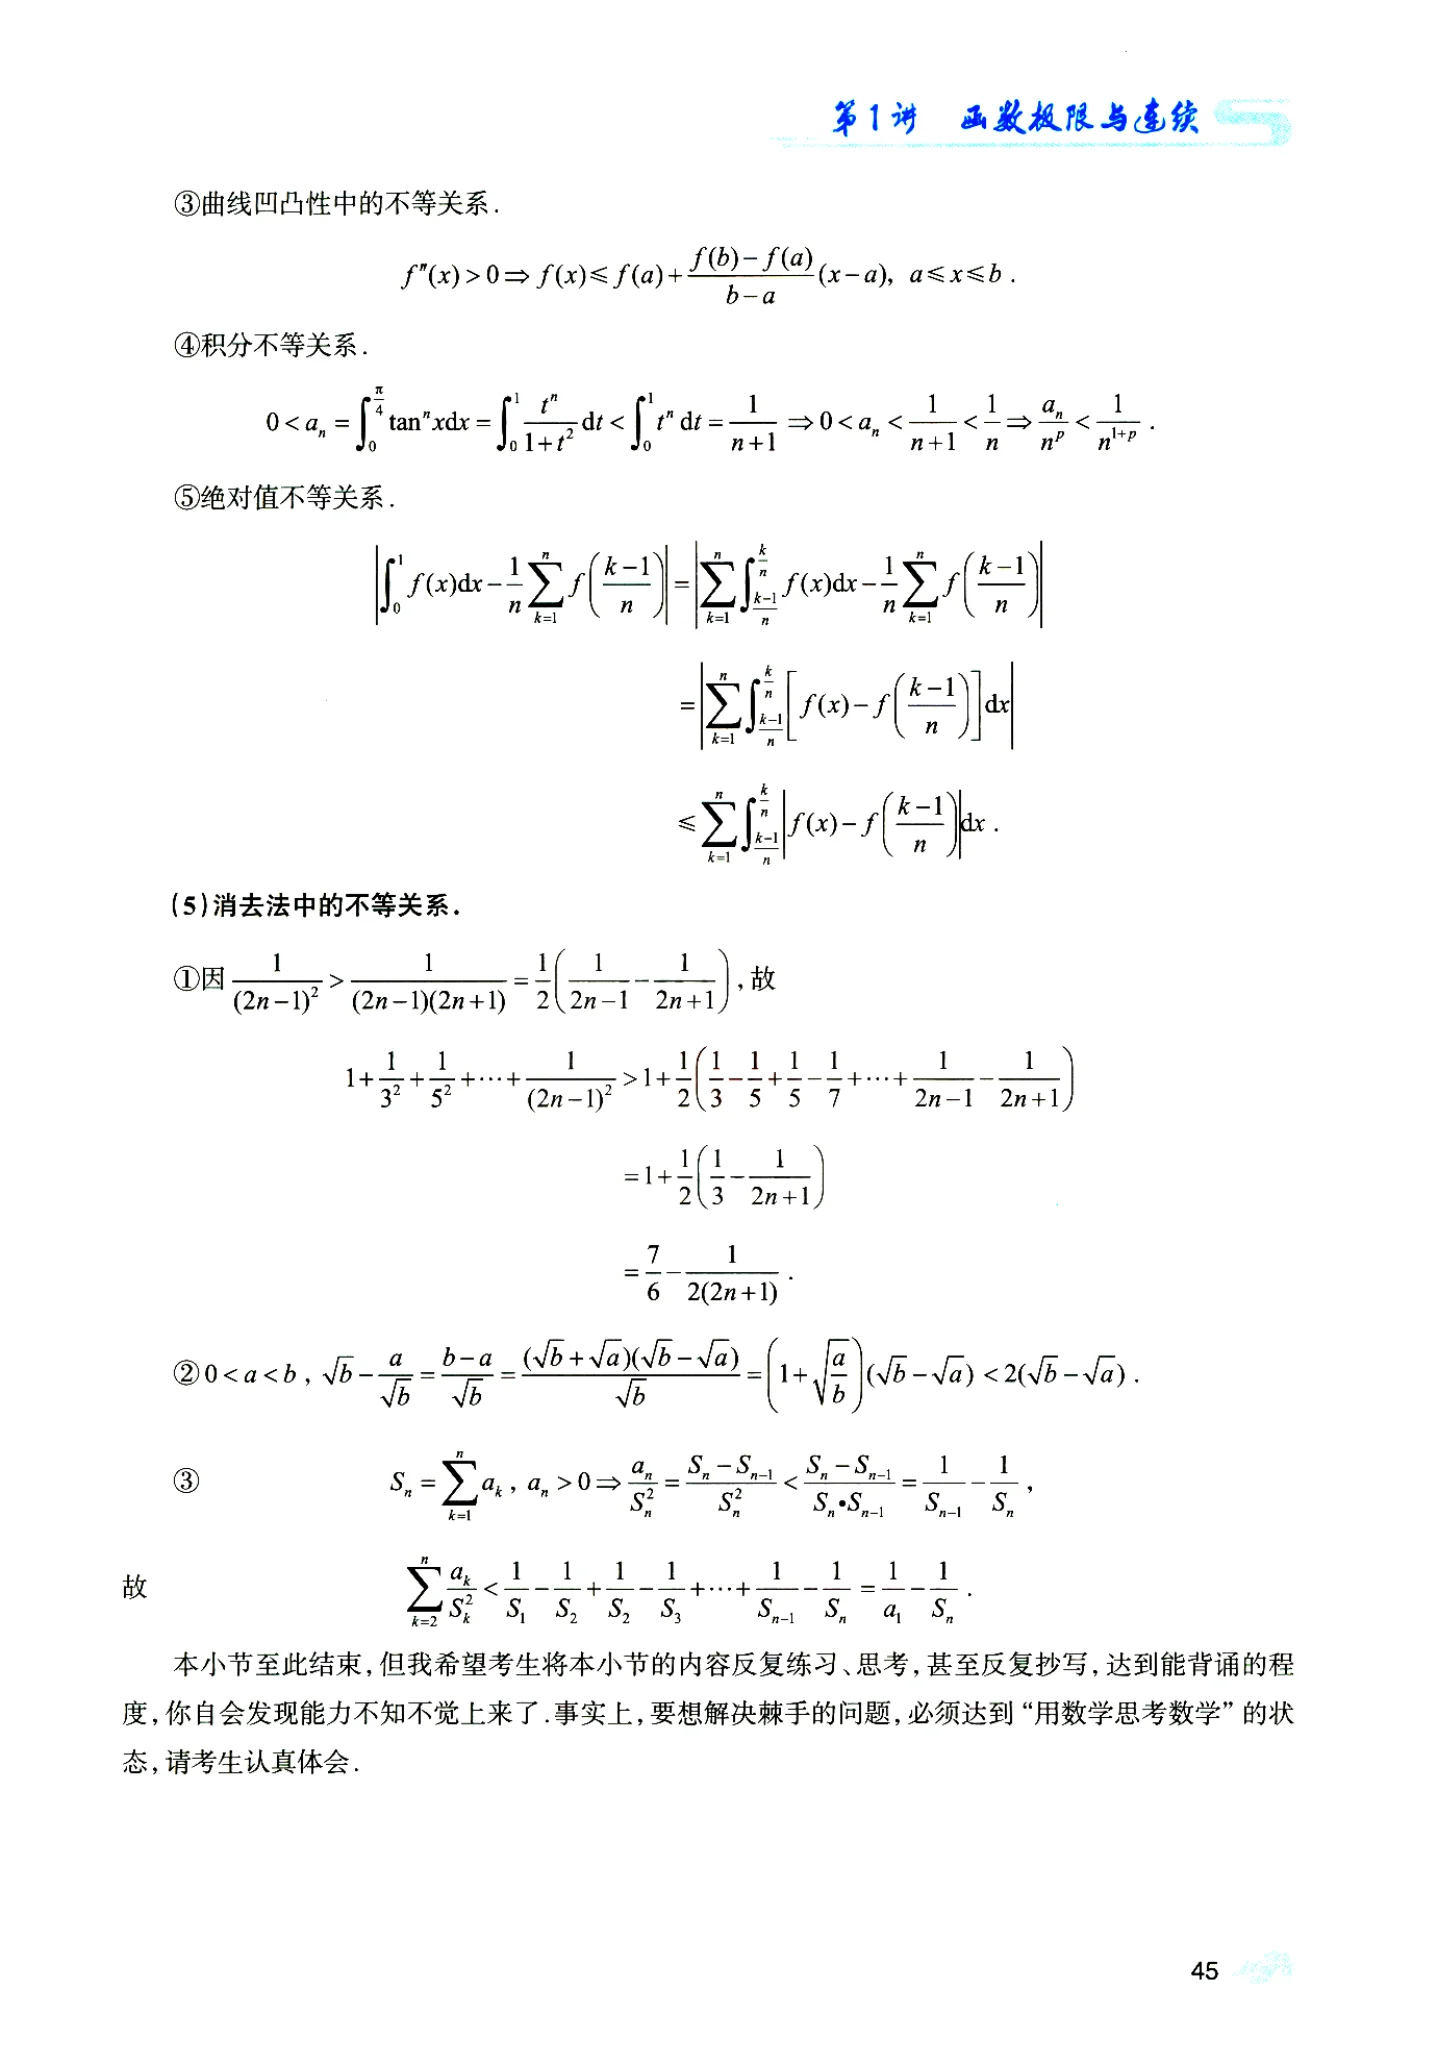 第1讲 函数极限与连续
③曲线凹凸性中的不等关系.
$f''(x)>0\Rightarrow f(x)\leqslant f(a)+\frac{f(b)-f(a)}{b-a}(x-a),\ a\leqslant x\leqslant b.$
④积分不等关系.
$0<a_n=\int_0^{\frac{\pi}{4}}\tan^n x\mathrm{d}x=\int_0^1\frac{t^n}{1+t^2}\mathrm{d}t<\int_0^1 t^n\mathrm{d}t=\frac{1}{n+1}\Rightarrow 0<a_n<\frac{1}{n+1}<\frac{1}{n}\Rightarrow\frac{a_n}{n^p}<\frac{1}{n^{1+p}}.$
⑤绝对值不等关系.
$\left|\int_0^1 f(x)\mathrm{d}x-\frac{1}{n}\sum_{k=1}^{n}f\left(\frac{k-1}{n}\right)\right|=\left|\sum_{k=1}^{n}\int_{\frac{k-1}{n}}^{\frac{k}{n}}f(x)\mathrm{d}x-\frac{1}{n}\sum_{k=1}^{n}f\left(\frac{k-1}{n}\right)\right|$
$=\left|\sum_{k=1}^{n}\int_{\frac{k-1}{n}}^{\frac{k}{n}}\left[f(x)-f\left(\frac{k-1}{n}\right)\right]\mathrm{d}x\right|$
$\leqslant\sum_{k=1}^{n}\int_{\frac{k-1}{n}}^{\frac{k}{n}}\left|f(x)-f\left(\frac{k-1}{n}\right)\right|\mathrm{d}x.$
(5)消去法中的不等关系.
①因$\frac{1}{(2n-1)^2}>\frac{1}{(2n-1)(2n+1)}=\frac{1}{2}\left(\frac{1}{2n-1}-\frac{1}{2n+1}\right)$,故
$1+\frac{1}{3^2}+\frac{1}{5^2}+\cdots+\frac{1}{(2n-1)^2}>1+\frac{1}{2}\left(\frac{1}{3}-\frac{1}{5}+\frac{1}{5}-\frac{1}{7}+\cdots+\frac{1}{2n-1}-\frac{1}{2n+1}\right)$
$=1+\frac{1}{2}\left(\frac{1}{3}-\frac{1}{2n+1}\right)$
$=\frac{7}{6}-\frac{1}{2(2n+1)}.$
②$0<a<b,\ \sqrt{b}-\frac{a}{\sqrt{b}}=\frac{b-a}{\sqrt{b}}=\frac{(\sqrt{b}+\sqrt{a})(\sqrt{b}-\sqrt{a})}{\sqrt{b}}=\left(1+\sqrt{\frac{a}{b}}\right)(\sqrt{b}-\sqrt{a})<2(\sqrt{b}-\sqrt{a}).$
③ $S_n=\sum_{k=1}^{n}a_k,\ a_n>0\Rightarrow\frac{a_n}{S_n^2}=\frac{S_n-S_{n-1}}{S_n^2}<\frac{S_n-S_{n-1}}{S_n\cdot S_{n-1}}=\frac{1}{S_{n-1}}-\frac{1}{S_n},$
故 $\sum_{k=2}^{n}\frac{a_k}{S_k^2}<\frac{1}{S_1}-\frac{1}{S_2}+\frac{1}{S_2}-\frac{1}{S_3}+\cdots+\frac{1}{S_{n-1}}-\frac{1}{S_n}=\frac{1}{a_1}-\frac{1}{S_n}.$
本小节至此结束,但我希望考生将本小节的内容反复练习、思考,甚至反复抄写,达到能背诵的程
度,你自会发现能力不知不觉上来了.事实上,要想解决棘手的问题,必须达到“用数学思考数学”的状
态,请考生认真体会.
45